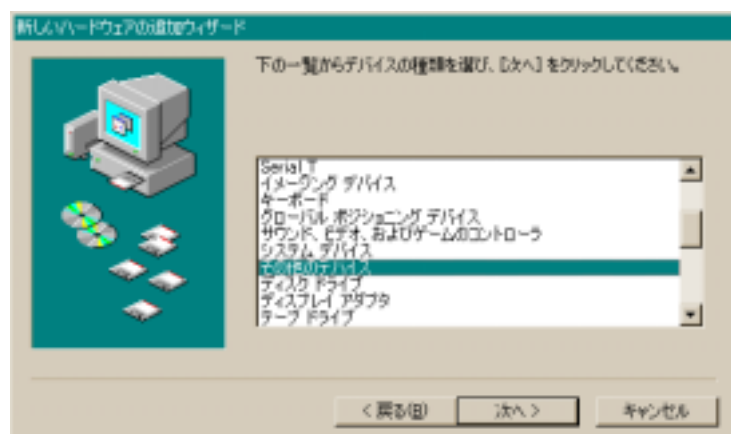 新しいハードウェアの追加ウィザード
下の一覧からデバイスの種類を選び、[次へ] をクリックしてください。
Serial T
イメージング デバイス
キーボード
グローバル ポジショニング デバイス
サウンド、ビデオ、およびゲームのコントローラ
システム デバイス
その他のデバイス
ディスク ドライブ
ディスプレイ アダプタ
テープ ドライブ
< 戻る(B)
次へ >
キャンセル